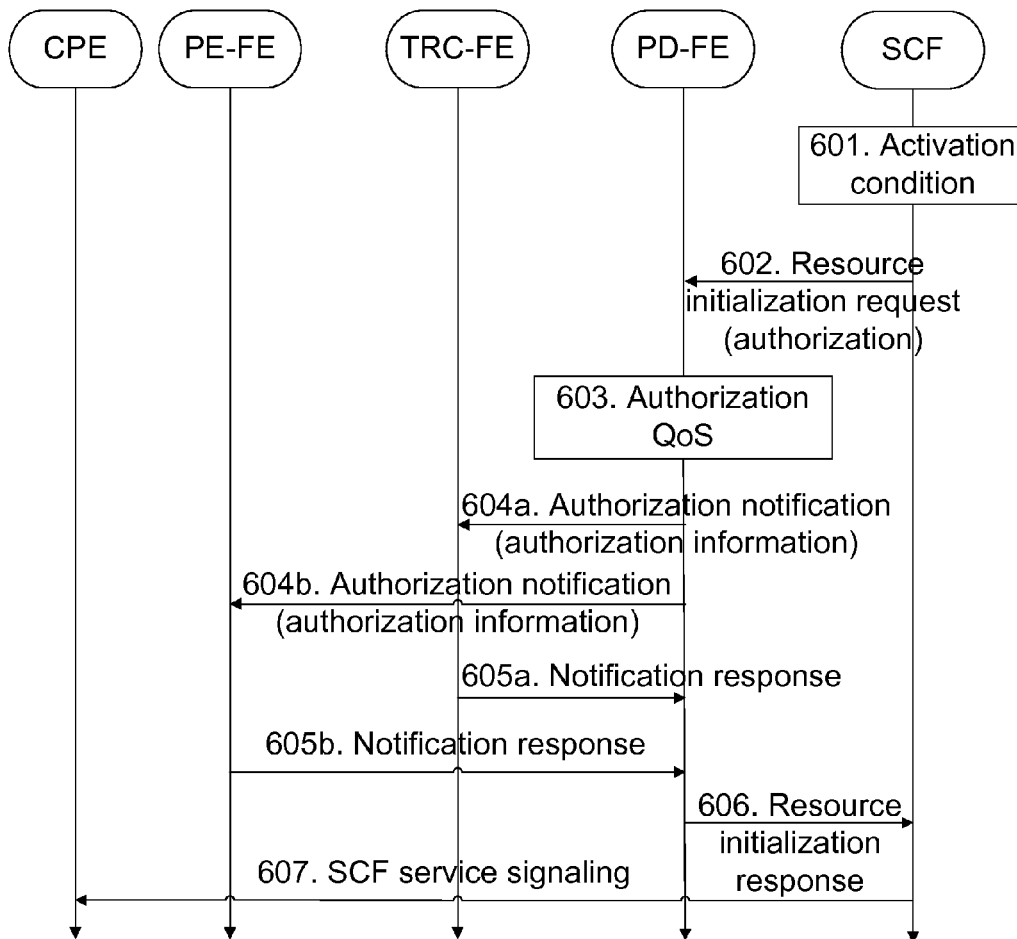 CPE PE-FE TRC-FE PD-FE SCF
601. Activation
condition
602. Resource
initialization request
(authorization)
603. Authorization
QoS
604a. Authorization notification
(authorization information)
604b. Authorization notification
(authorization information)
605a. Notification response
605b. Notification response
606. Resource
initialization
response
607. SCF service signaling